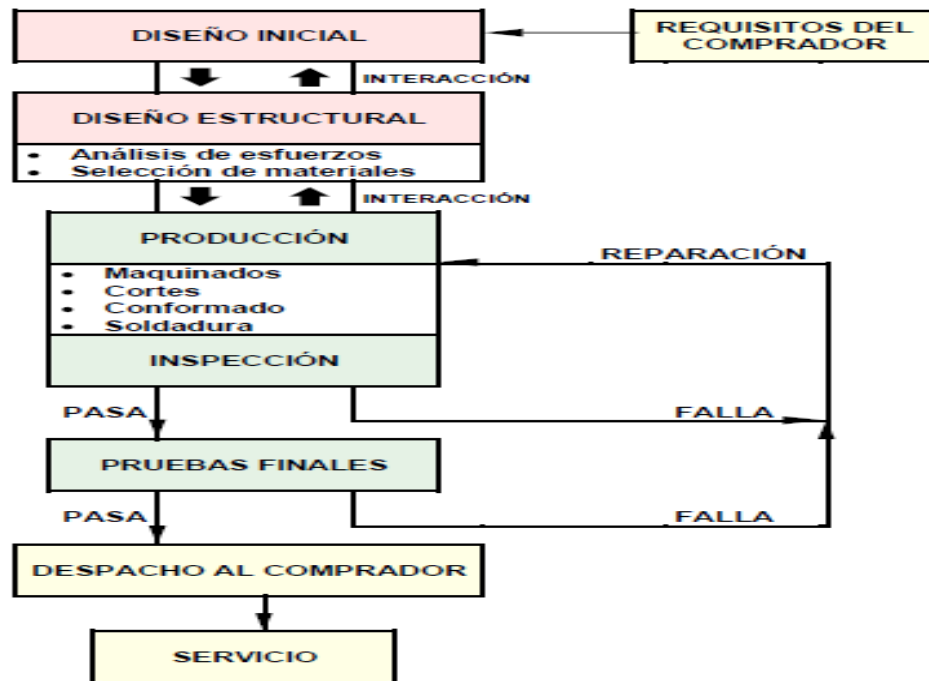 DISEÑO INICIAL
REQUISITOS DEL
COMPRADOR
INTERACCIÓN
DISEÑO ESTRUCTURAL
• Análisis de esfuerzos
• Selección de materiales
INTERACCIÓN
PRODUCCIÓN
REPARACIÓN
• Maquinados
• Cortes
• Conformado
• Soldadura
INSPECCIÓN
PASA
FALLA
PRUEBAS FINALES
PASA
FALLA
DESPACHO AL COMPRADOR
SERVICIO